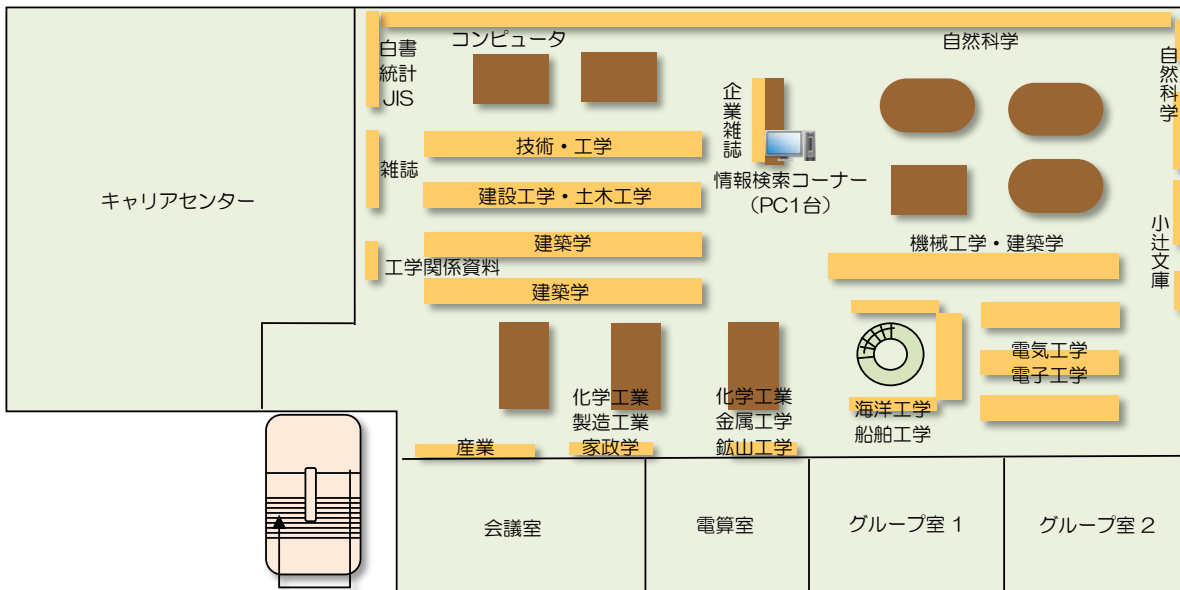 白書
統計
JIS
コンピュータ
自然科学
自然科学
企業雑誌
技術・工学
雑誌
情報検索コーナー
（PC1台）
キャリアセンター
建設工学・土木工学
小辻文庫
建築学
機械工学・建築学
工学関係資料
建築学
電気工学
電子工学
化学工業
製造工業
家政学
化学工業
金属工学
鉱山工学
海洋工学
船舶工学
産業
会議室
電算室
グループ室 1
グループ室 2